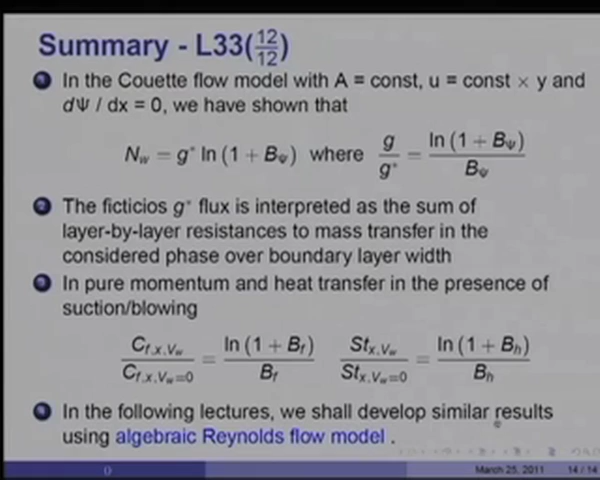 Summary - L33(12/12)
1 In the Couette flow model with A = const, u = const × y and
dΨ / dx = 0, we have shown that
N_w = g* ln (1 + B_Ψ) where g / g* = ln (1 + B_Ψ) / B_Ψ
2 The ficticios g* flux is interpreted as the sum of
layer-by-layer resistances to mass transfer in the
considered phase over boundary layer width
3 In pure momentum and heat transfer in the presence of
suction/blowing
C_f,x,V_w / C_f,x,V_w=0 = ln (1 + B_f) / B_f St_x,V_w / St_x,V_w=0 = ln (1 + B_h) / B_h
4 In the following lectures, we shall develop similar results
using algebraic Reynolds flow model .
() March 25, 2011 14 / 14